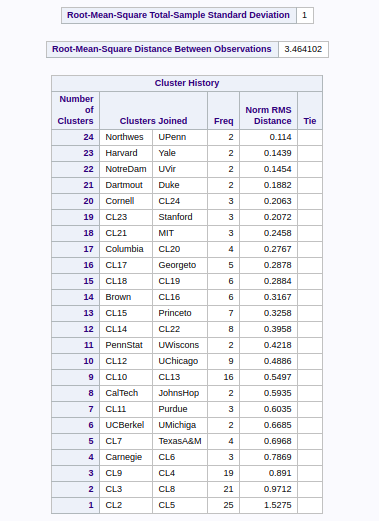 Root-Mean-Square Total-Sample Standard Deviation 1
Root-Mean-Square Distance Between Observations 3.464102
Cluster History
Number of Clusters Clusters Joined Freq Norm RMS Distance Tie
24 Northwes UPenn 2 0.114
23 Harvard Yale 2 0.1439
22 NotreDam UVir 2 0.1454
21 Dartmout Duke 2 0.1882
20 Cornell CL24 3 0.2063
19 CL23 Stanford 3 0.2072
18 CL21 MIT 3 0.2458
17 Columbia CL20 4 0.2767
16 CL17 Georgeto 5 0.2878
15 CL18 CL19 6 0.2884
14 Brown CL16 6 0.3167
13 CL15 Princeto 7 0.3258
12 CL14 CL22 8 0.3958
11 PennStat UWiscons 2 0.4218
10 CL12 UChicago 9 0.4886
9 CL10 CL13 16 0.5497
8 CalTech JohnsHop 2 0.5935
7 CL11 Purdue 3 0.6035
6 UCBerkel UMichiga 2 0.6685
5 CL7 TexasA&M 4 0.6968
4 Carnegie CL6 3 0.7869
3 CL9 CL4 19 0.891
2 CL3 CL8 21 0.9712
1 CL2 CL5 25 1.5275